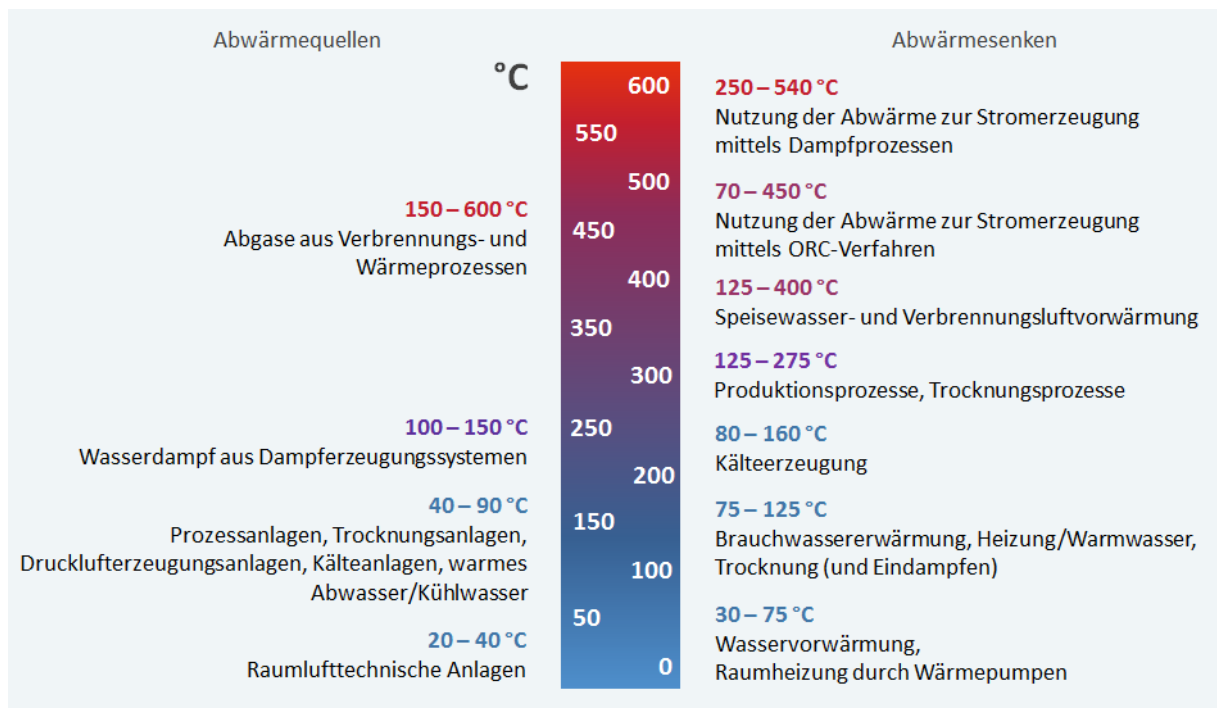 Abwärmequellen
Abwärmesenken
°C
150 – 600 °C
Abgase aus Verbrennungs- und
Wärmeprozessen
100 – 150 °C
Wasserdampf aus Dampferzeugungssystemen
40 – 90 °C
Prozessanlagen, Trocknungsanlagen,
Drucklufterzeugungsanlagen, Kälteanlagen, warmes
Abwasser/Kühlwasser
20 – 40 °C
Raumlufttechnische Anlagen
600
550
500
450
400
350
300
250
200
150
100
50
0
250 – 540 °C
Nutzung der Abwärme zur Stromerzeugung
mittels Dampfprozessen
70 – 450 °C
Nutzung der Abwärme zur Stromerzeugung
mittels ORC-Verfahren
125 – 400 °C
Speisewasser- und Verbrennungsluftvorwärmung
125 – 275 °C
Produktionsprozesse, Trocknungsprozesse
80 – 160 °C
Kälteerzeugung
75 – 125 °C
Brauchwassererwärmung, Heizung/Warmwasser,
Trocknung (und Eindampfen)
30 – 75 °C
Wasservorwärmung,
Raumheizung durch Wärmepumpen